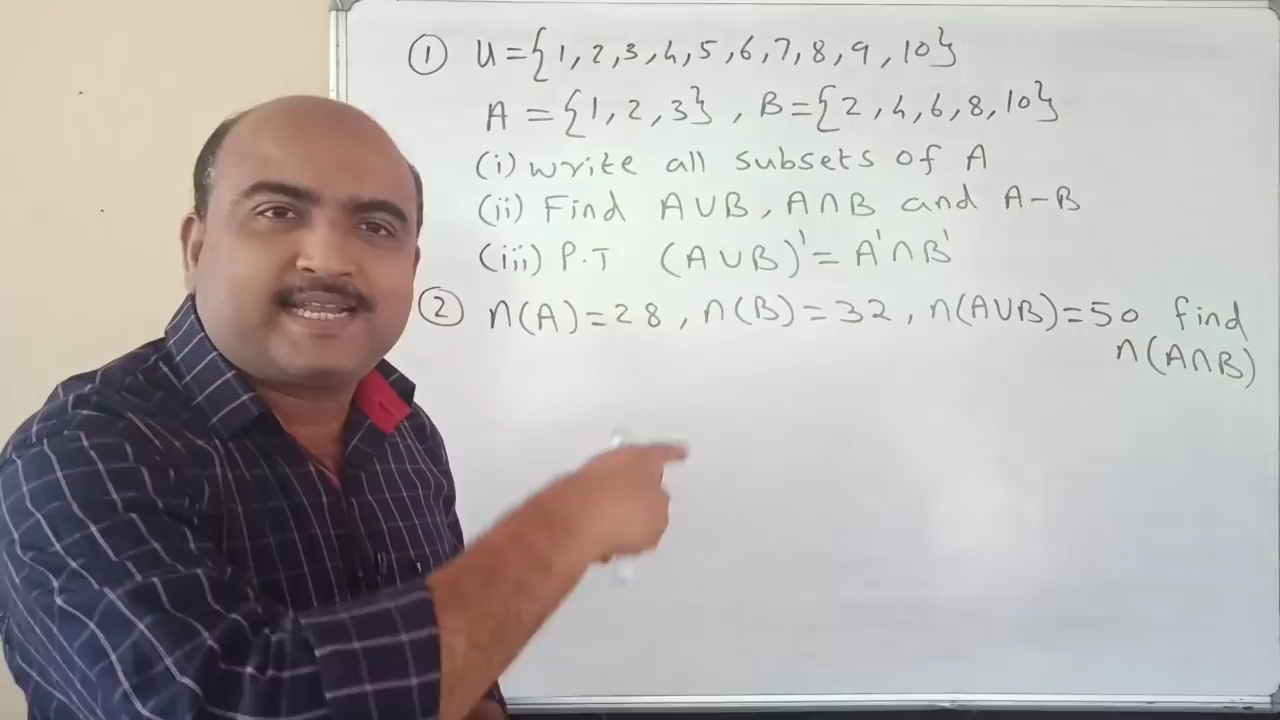 ① U={1,2,3,4,5,6,7,8,9,10}
A={1,2,3}, B={2,4,6,8,10}
(i) write all subsets of A
(ii) Find A∪B, A∩B and A-B
(iii) P.T (A∪B)'=A'∩B'
② n(A)=28, n(B)=32, n(A∪B)=50 find
n(A∩B)